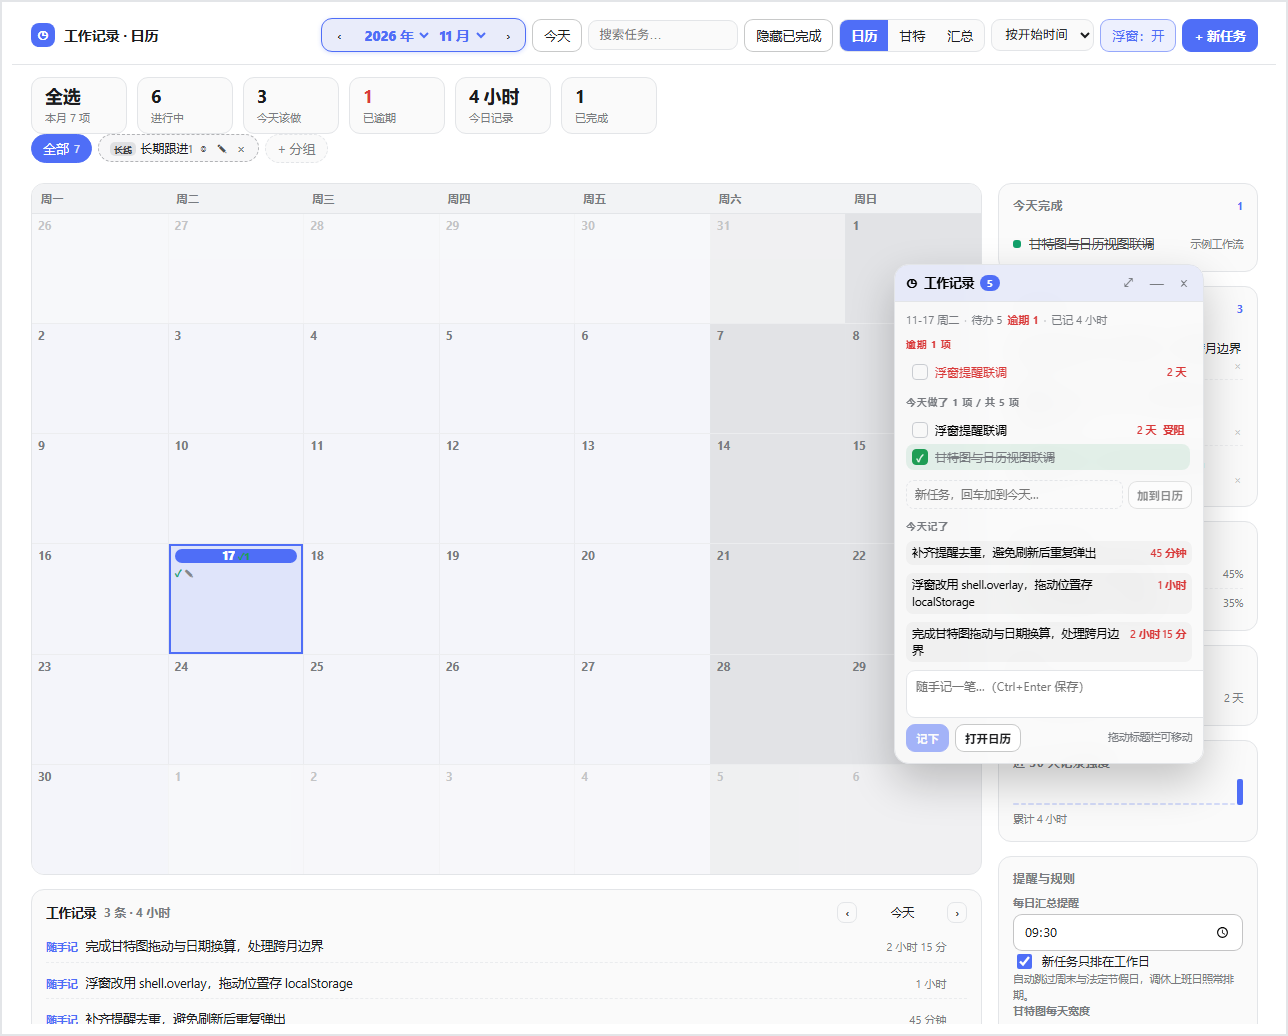 工作记录 · 日历
‹ 2026 年 11 月 ›
今天
搜索任务...
隐藏已完成
日历 甘特 汇总
按开始时间
浮窗：开
+ 新任务
全选
本月 7 项
6
进行中
3
今天该做
1
已逾期
4 小时
今日记录
1
已完成
全部 7
长线 长期跟进1 ×
+ 分组
周一 周二 周三 周四 周五 周六 周日
26 27 28 29 30 31 1
2 3 4 5 6 7 8
9 10 11 12 13 14 15
16 17 18 19 20 21 22
23 24 25 26 27 28 29
30 1 2 3 4 5 6
今天完成 1
甘特图与日历视图联调 示例工作流
3
月边界
×
×
×
45%
35%
2 天
累计 4 小时
工作记录 5
11-17 周二 · 待办 5 逾期 1 · 已记 4 小时
逾期 1 项
浮窗提醒联调 2 天
今天做了 1 项 / 共 5 项
浮窗提醒联调 2 天 受阻
甘特图与日历视图联调
新任务，回车加到今天... 加到日历
今天记了
补齐提醒去重，避免刷新后重复弹出 45 分钟
浮窗改用 shell.overlay，拖动位置存 localStorage 1 小时
完成甘特图拖动与日期换算，处理跨月边界 2 小时 15 分
随手记一笔... （Ctrl+Enter 保存）
记下 打开日历 拖动标题栏可移动
工作记录 3 条 · 4 小时 ‹ 今天 ›
随手记 完成甘特图拖动与日期换算，处理跨月边界 2 小时 15 分
随手记 浮窗改用 shell.overlay，拖动位置存 localStorage 1 小时
随手记 补齐提醒去重，避免刷新后重复弹出 45 分钟
提醒与规则
每日汇总提醒
09:30
新任务只排在工作日
自动跳过周末与法定节假日，调休上班日照常排期。
甘特图每天宽度